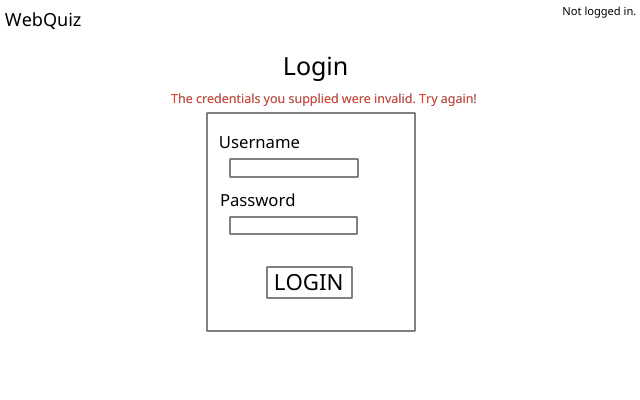 WebQuiz
Not logged in.
Login
The credentials you supplied were invalid. Try again!
Username
Password
LOGIN